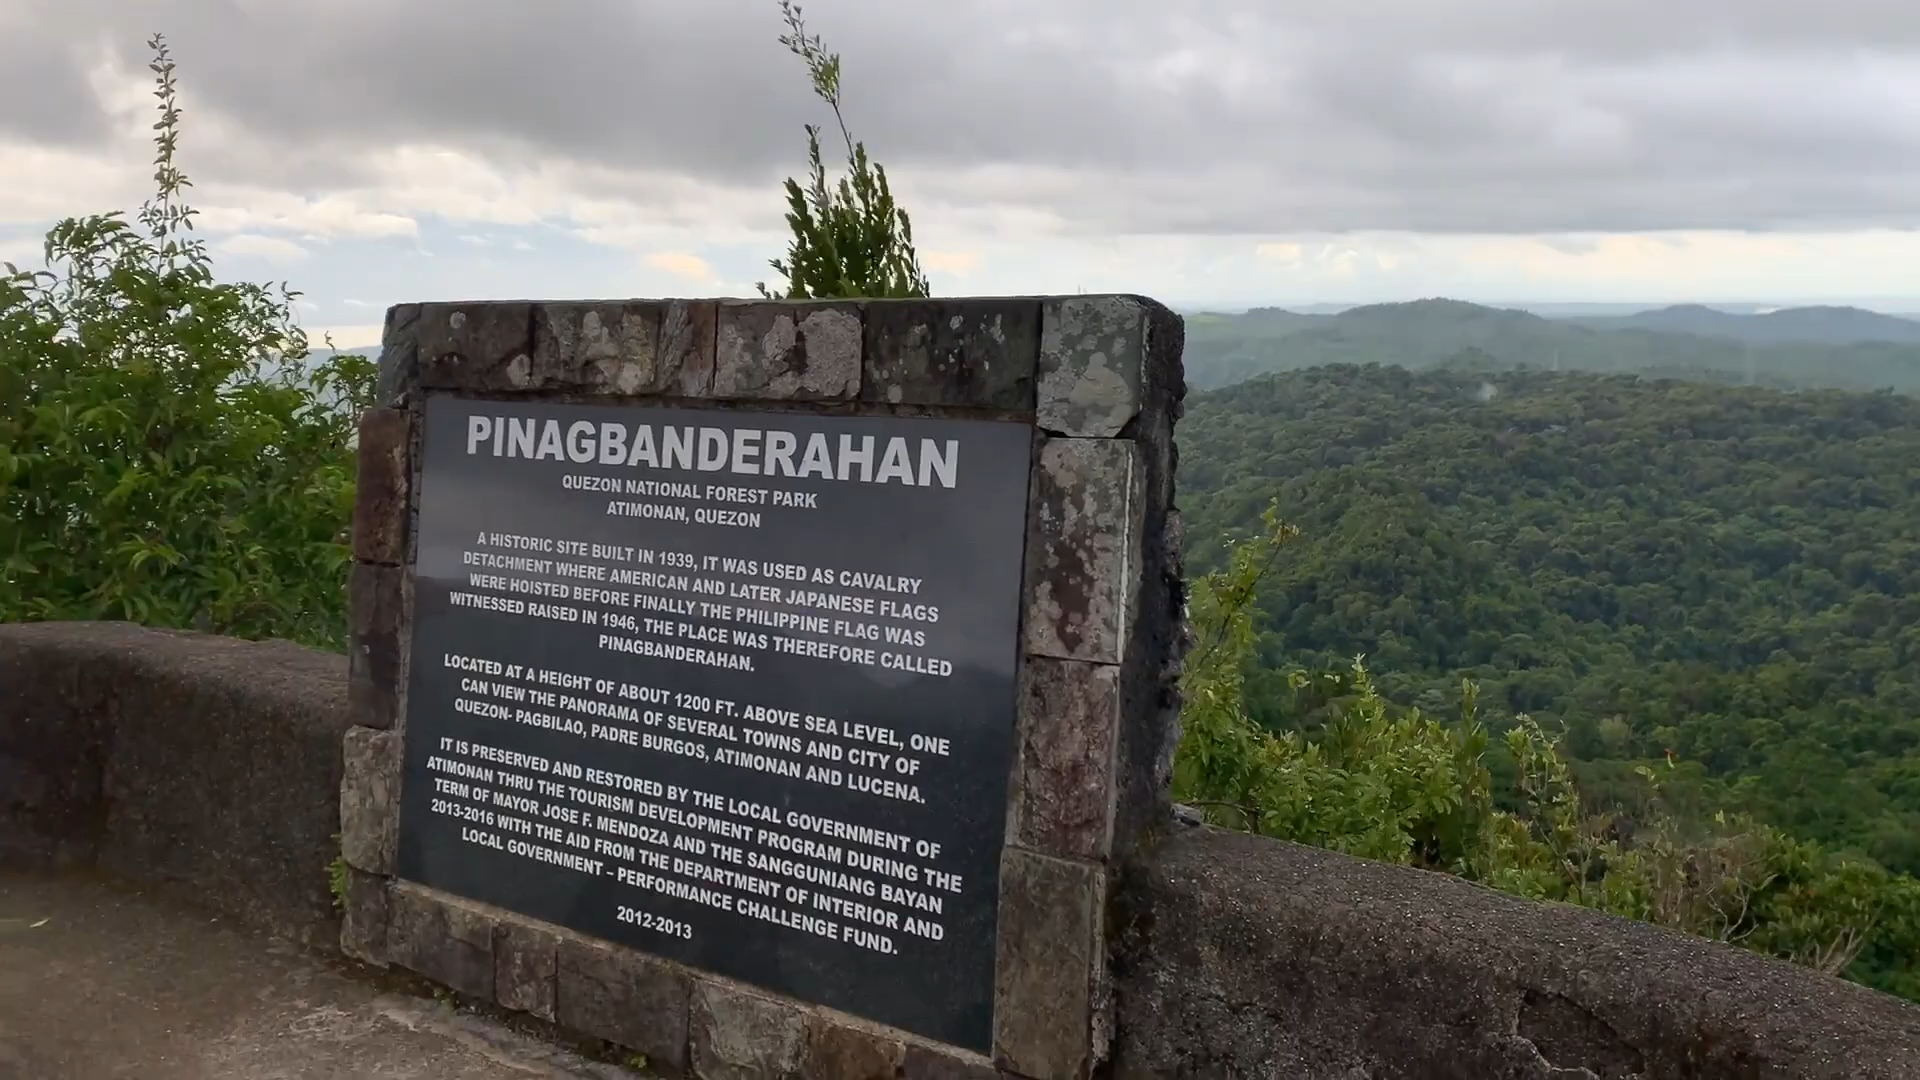 PINAGBANDERAHAN
QUEZON NATIONAL FOREST PARK
ATIMONAN, QUEZON
A HISTORIC SITE BUILT IN 1939, IT WAS USED AS CAVALRY
DETACHMENT WHERE AMERICAN AND LATER JAPANESE FLAGS
WERE HOISTED BEFORE FINALLY THE PHILIPPINE FLAG WAS
WITNESSED RAISED IN 1946, THE PLACE WAS THEREFORE CALLED
PINAGBANDERAHAN.
LOCATED AT A HEIGHT OF ABOUT 1200 FT. ABOVE SEA LEVEL, ONE
CAN VIEW THE PANORAMA OF SEVERAL TOWNS AND CITY OF
QUEZON- PAGBILAO, PADRE BURGOS, ATIMONAN AND LUCENA.
IT IS PRESERVED AND RESTORED BY THE LOCAL GOVERNMENT OF
ATIMONAN THRU THE TOURISM DEVELOPMENT PROGRAM DURING THE
TERM OF MAYOR JOSE F. MENDOZA AND THE SANGGUNIANG BAYAN
2013-2016 WITH THE AID FROM THE DEPARTMENT OF INTERIOR AND
LOCAL GOVERNMENT – PERFORMANCE CHALLENGE FUND.
2012-2013